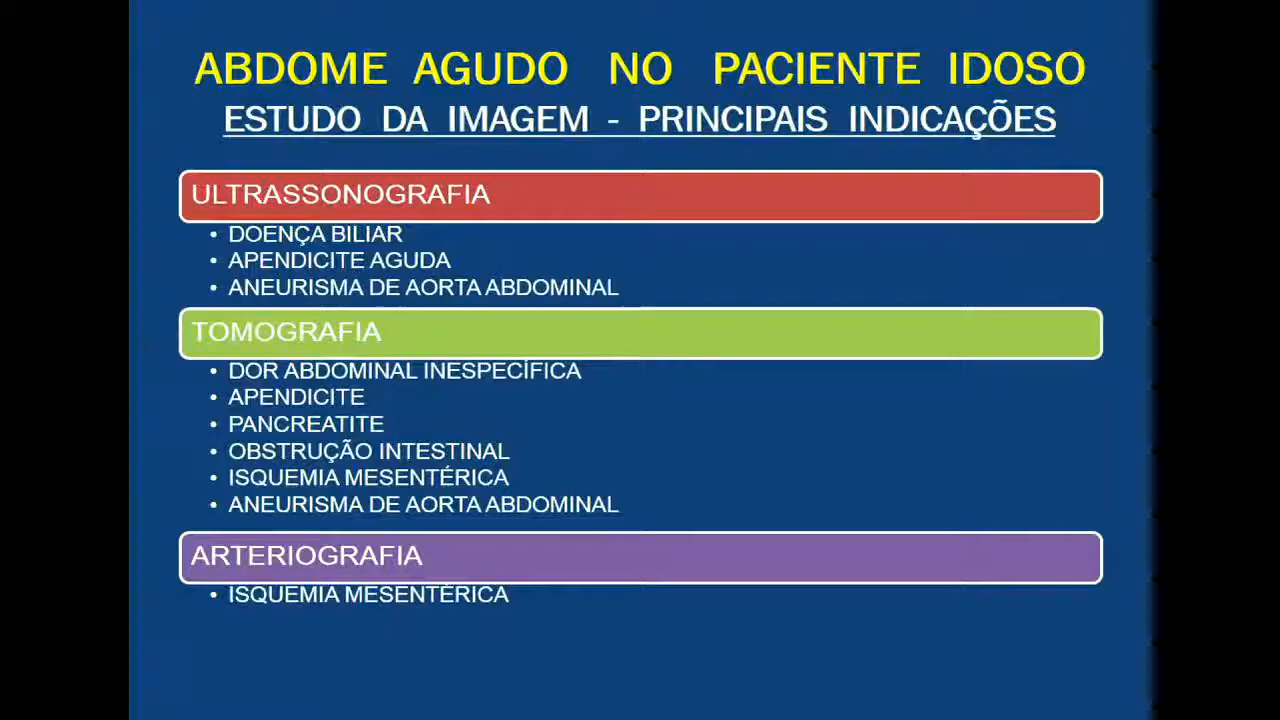 ABDOME AGUDO NO PACIENTE IDOSO
ESTUDO DA IMAGEM - PRINCIPAIS INDICAÇÕES
ULTRASSONOGRAFIA
• DOENÇA BILIAR
• APENDICITE AGUDA
• ANEURISMA DE AORTA ABDOMINAL
TOMOGRAFIA
• DOR ABDOMINAL INESPECÍFICA
• APENDICITE
• PANCREATITE
• OBSTRUÇÃO INTESTINAL
• ISQUEMIA MESENTÉRICA
• ANEURISMA DE AORTA ABDOMINAL
ARTERIOGRAFIA
• ISQUEMIA MESENTÉRICA